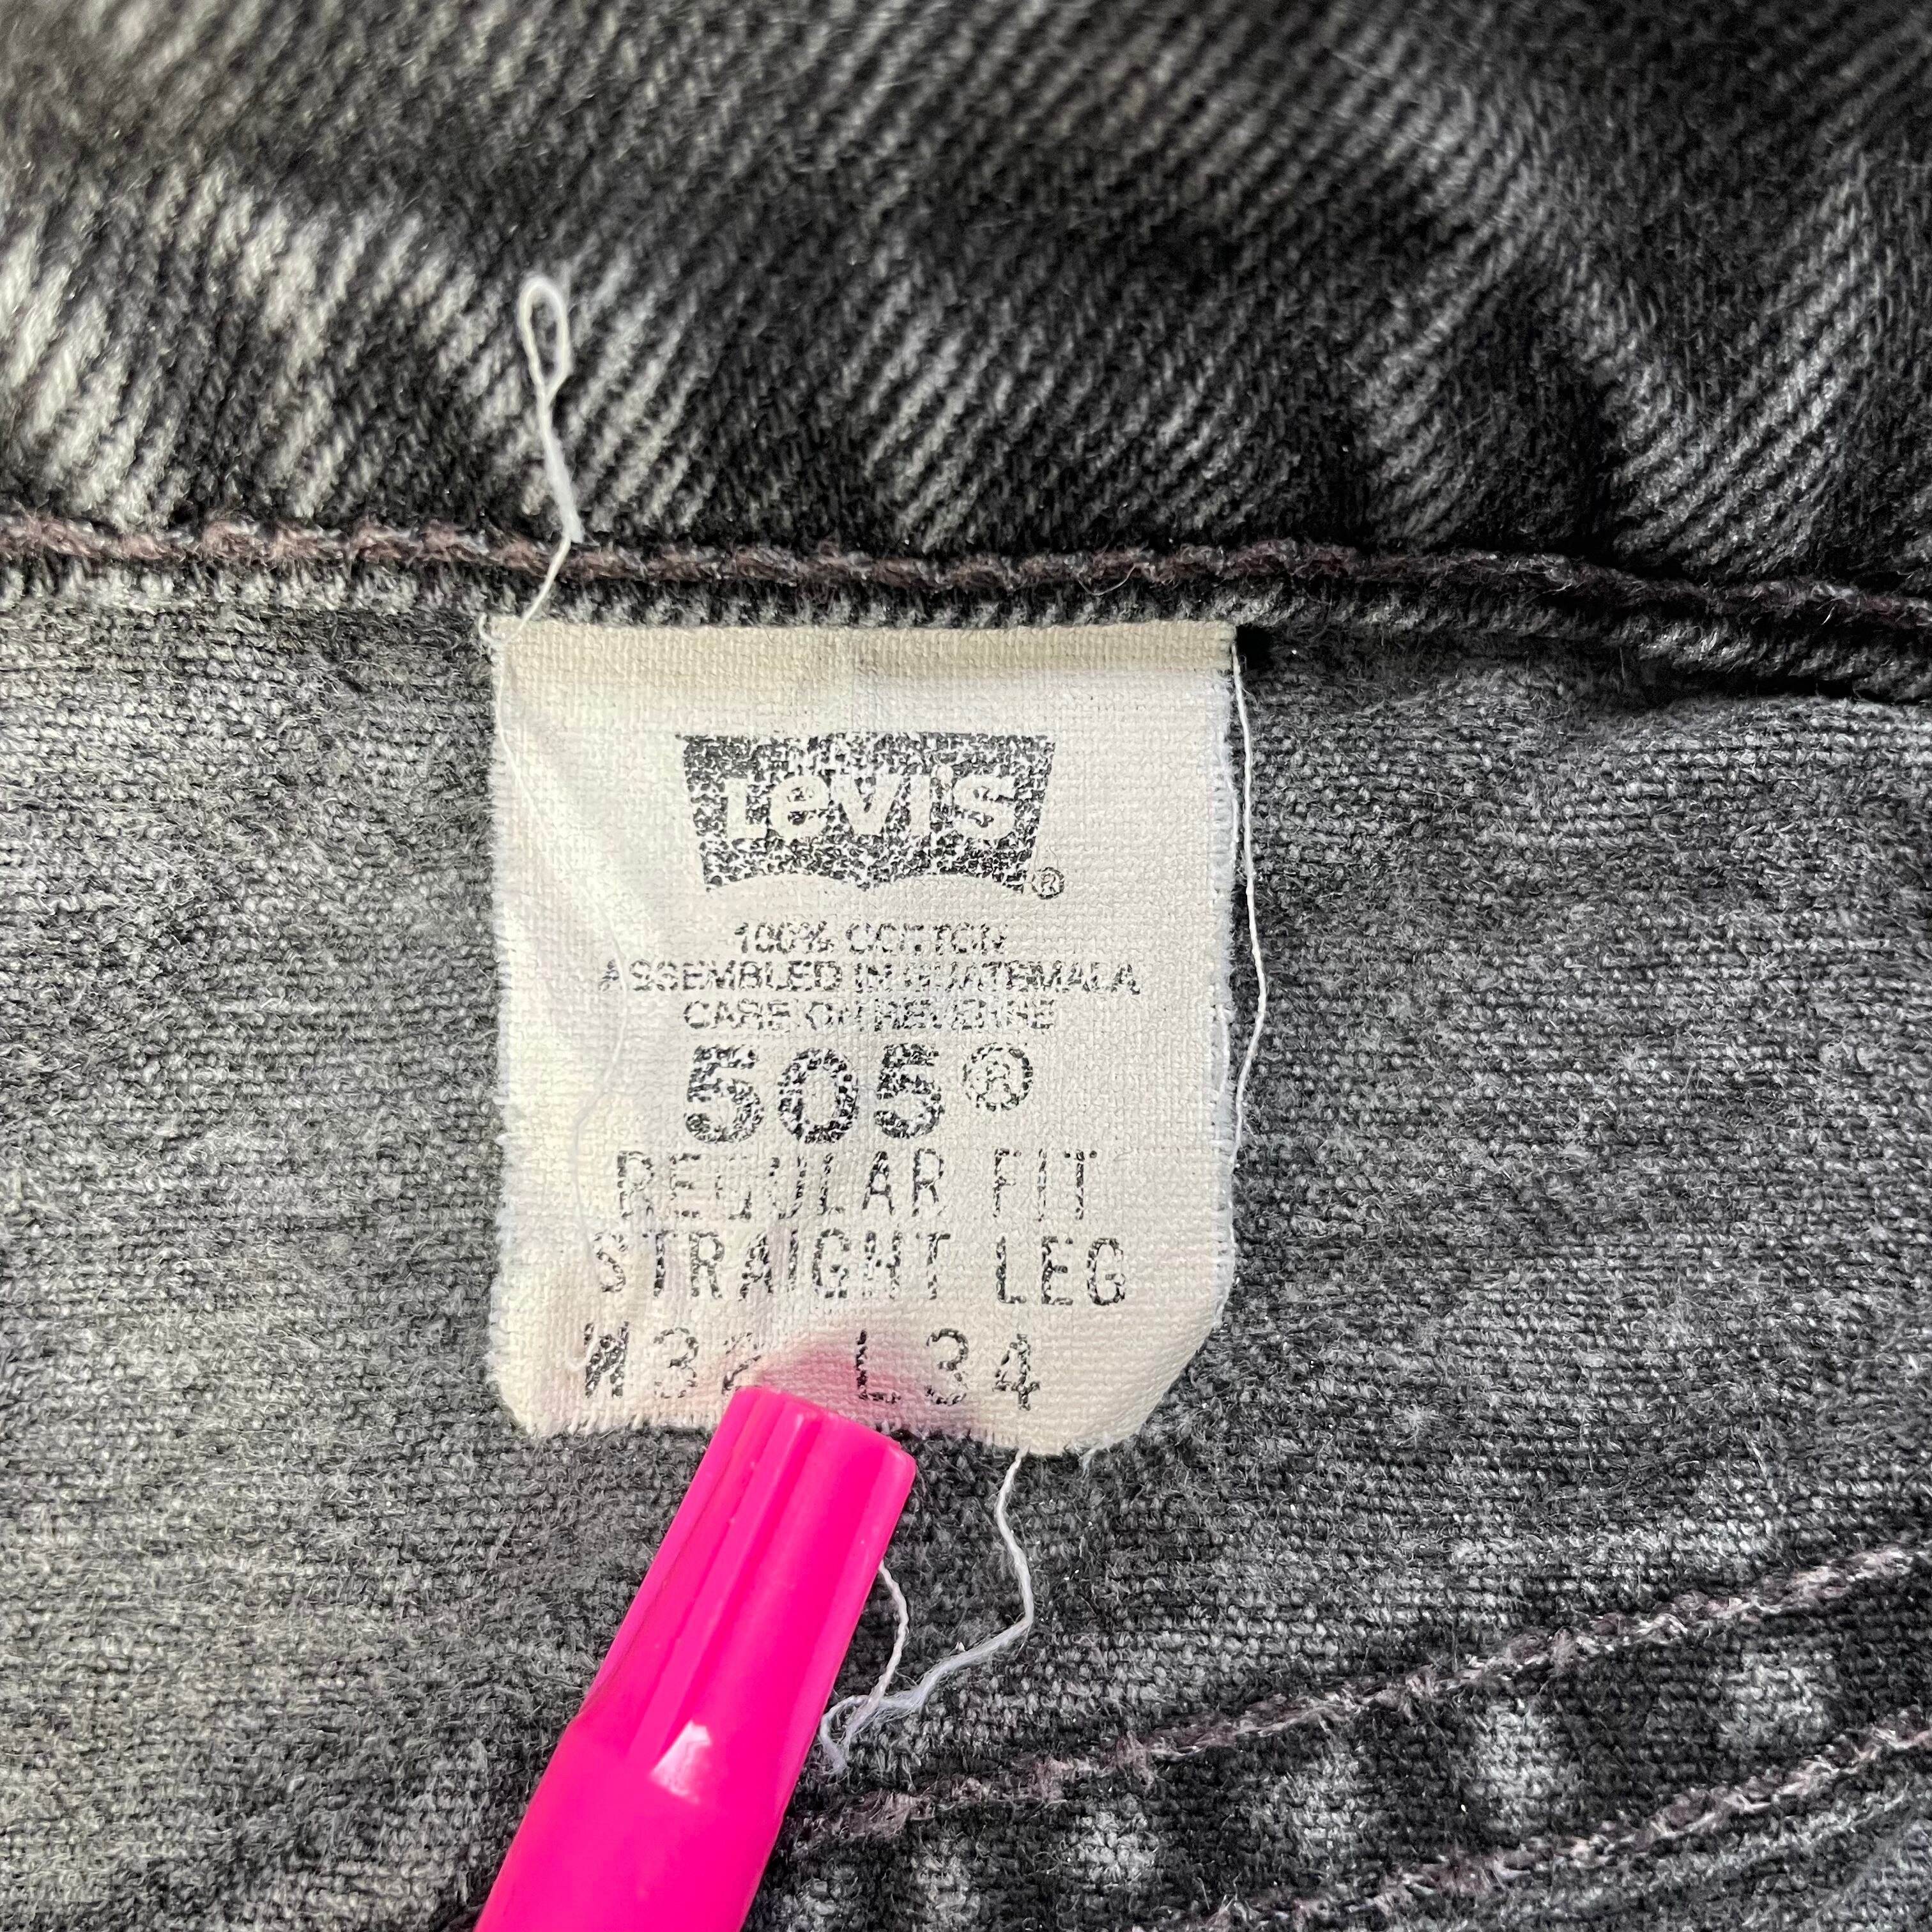 Levi's®
100% COTTON
ASSEMBLED IN GUATEMALA
CARE ON REVERSE
505®
REGULAR FIT
STRAIGHT LEG
L34